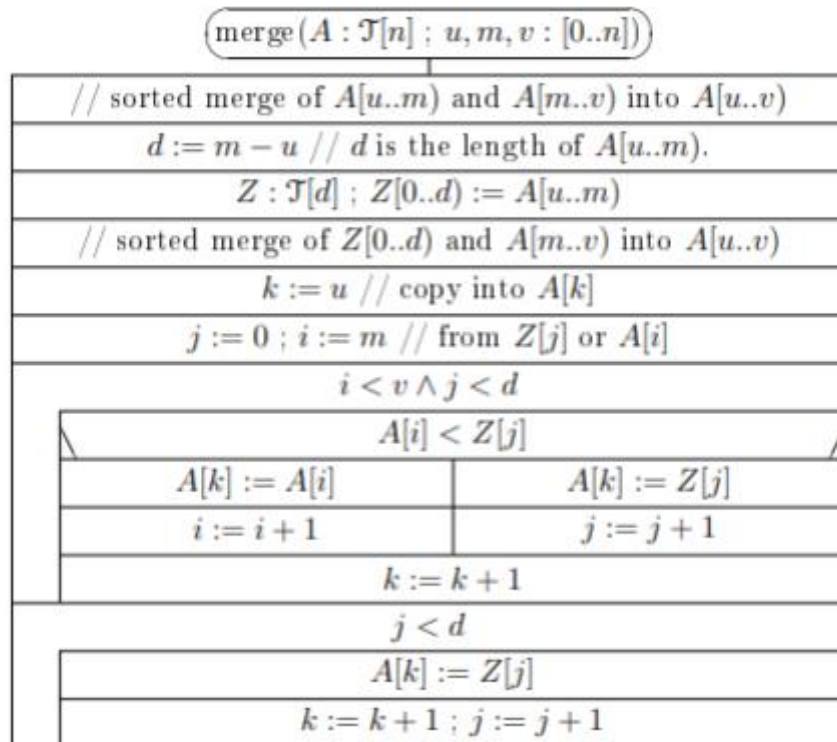 merge(A : 𝒯[n] ; u, m, v : [0..n])
// sorted merge of A[u..m) and A[m..v) into A[u..v)
d := m − u // d is the length of A[u..m).
Z : 𝒯[d] ; Z[0..d) := A[u..m)
// sorted merge of Z[0..d) and A[m..v) into A[u..v)
k := u // copy into A[k]
j := 0 ; i := m // from Z[j] or A[i]
i < v ∧ j < d
A[i] < Z[j]
A[k] := A[i] A[k] := Z[j]
i := i + 1 j := j + 1
k := k + 1
j < d
A[k] := Z[j]
k := k + 1 ; j := j + 1